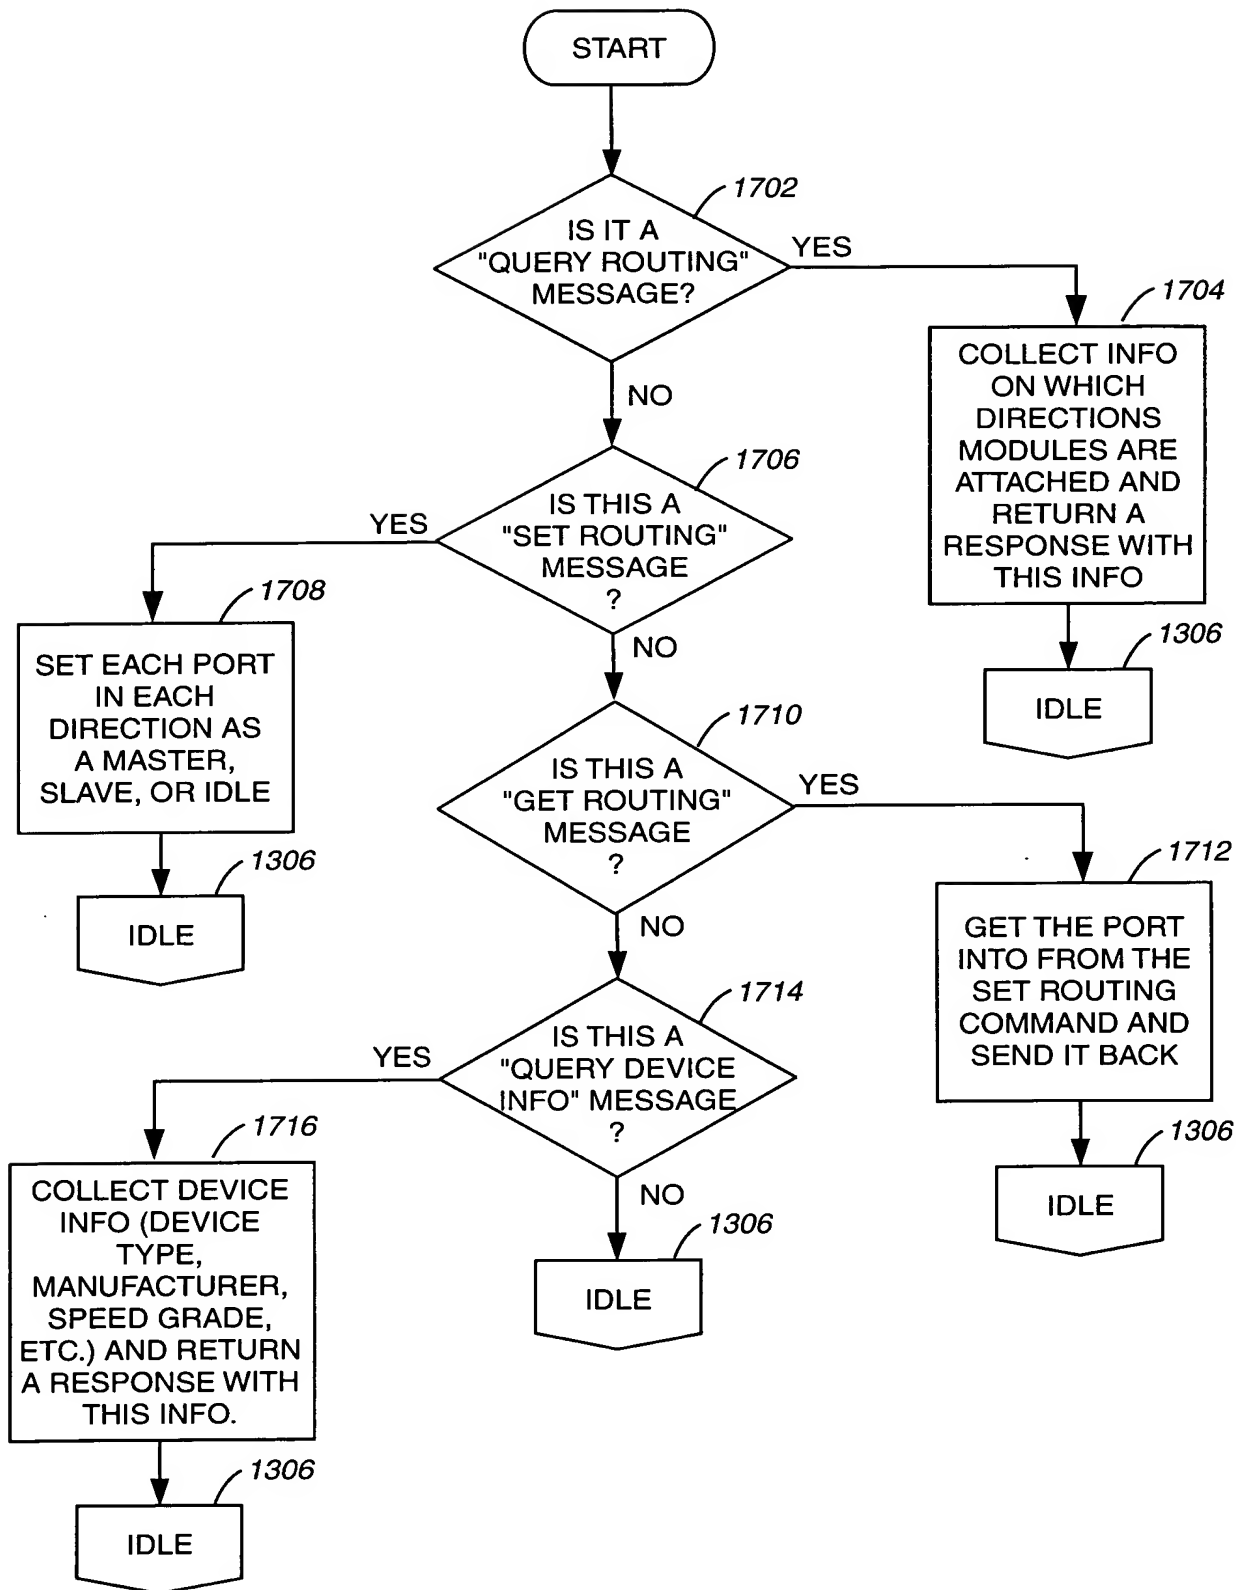 START
1702
IS IT A
"QUERY ROUTING"
MESSAGE?
YES
NO
1704
COLLECT INFO
ON WHICH
DIRECTIONS
MODULES ARE
ATTACHED AND
RETURN A
RESPONSE WITH
THIS INFO
1306
IDLE
1706
IS THIS A
"SET ROUTING"
MESSAGE
?
YES
NO
1708
SET EACH PORT
IN EACH
DIRECTION AS
A MASTER,
SLAVE, OR IDLE
1306
IDLE
1710
IS THIS A
"GET ROUTING"
MESSAGE
?
YES
NO
1712
GET THE PORT
INTO FROM THE
SET ROUTING
COMMAND AND
SEND IT BACK
1306
IDLE
1714
IS THIS A
"QUERY DEVICE
INFO" MESSAGE
?
YES
NO
1716
COLLECT DEVICE
INFO (DEVICE
TYPE,
MANUFACTURER,
SPEED GRADE,
ETC.) AND RETURN
A RESPONSE WITH
THIS INFO.
1306
IDLE
1306
IDLE